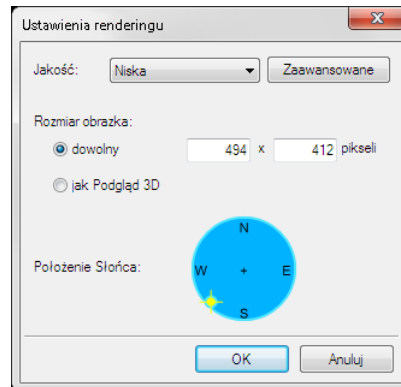 Ustawienia renderingu
Jakość: Niska Zaawansowane
Rozmiar obrazka:
dowolny 494 x 412 pikseli
jak Podgląd 3D
N
Położenie Słońca: W + E
S
OK Anuluj